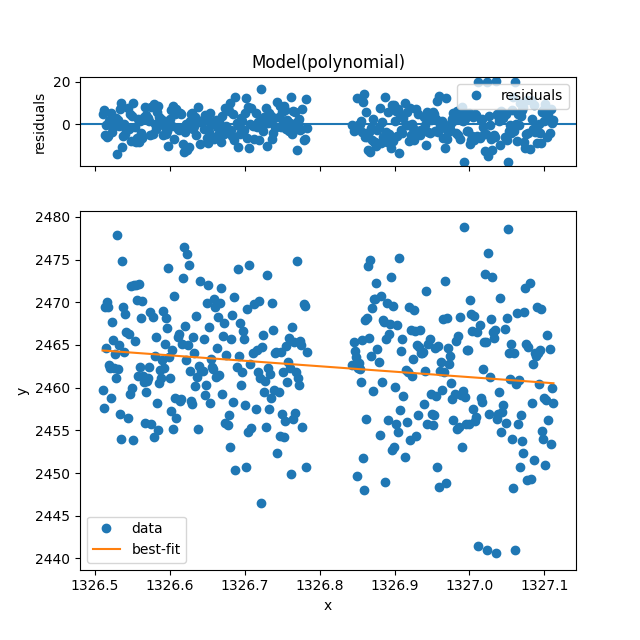 Model(polynomial)
20
0
residuals
residuals
2480
2475
2470
2465
2460
2455
2450
2445
2440
y
data
best-fit
1326.5 1326.6 1326.7 1326.8 1326.9 1327.0 1327.1
x